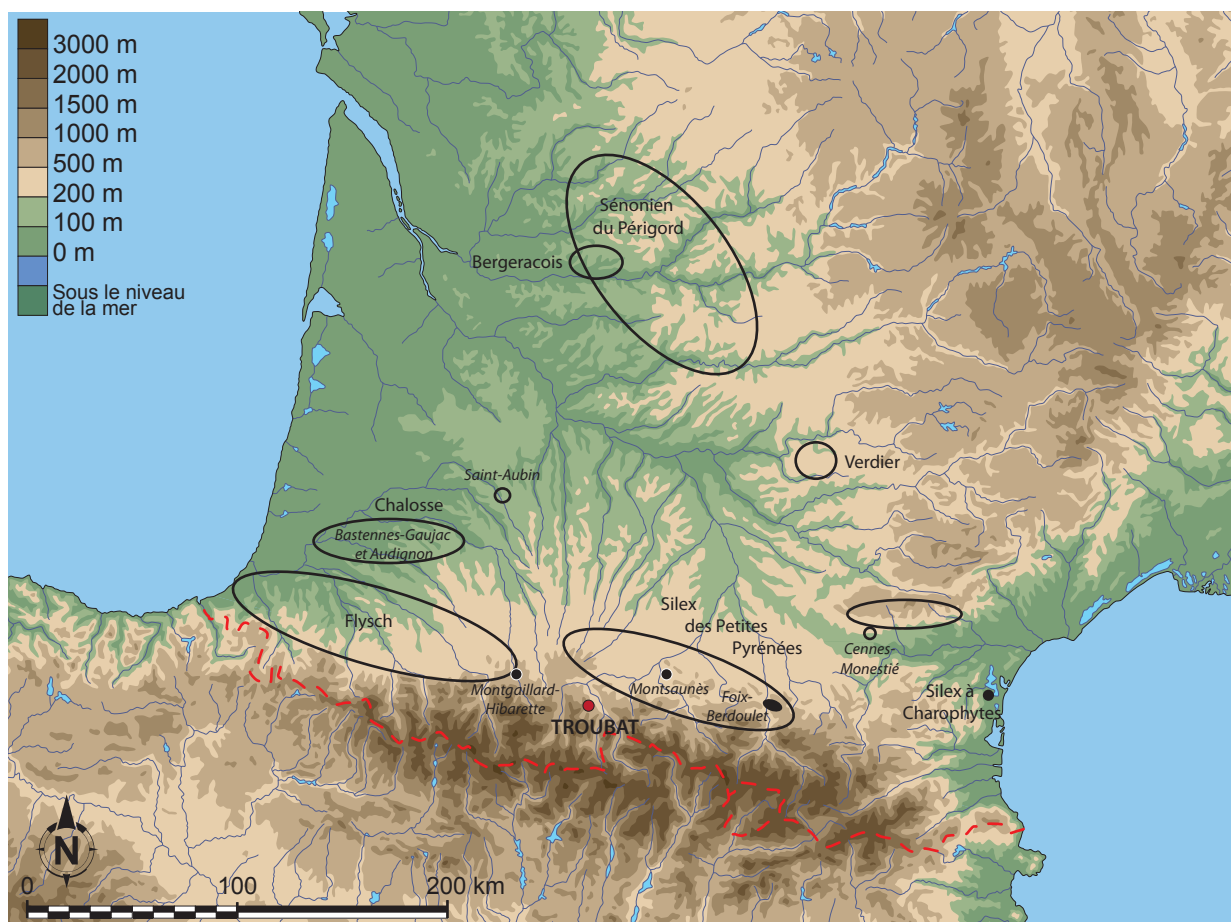 3000 m
2000 m
1500 m
1000 m
500 m
200 m
100 m
0 m
Sous le niveau
de la mer
Sénonien
du Périgord
Bergeracois
Verdier
Saint-Aubin
Chalosse
Bastennes-Gaujac
et Audignon
Flysch
Silex
des Petites
Pyrénées
Cennes-
Monestié
Montgaillard-
Hibarette
Montsaunès
Foix-
Berdoulet
Silex à
Charophytes
TROUBAT
N
0
100
200 km